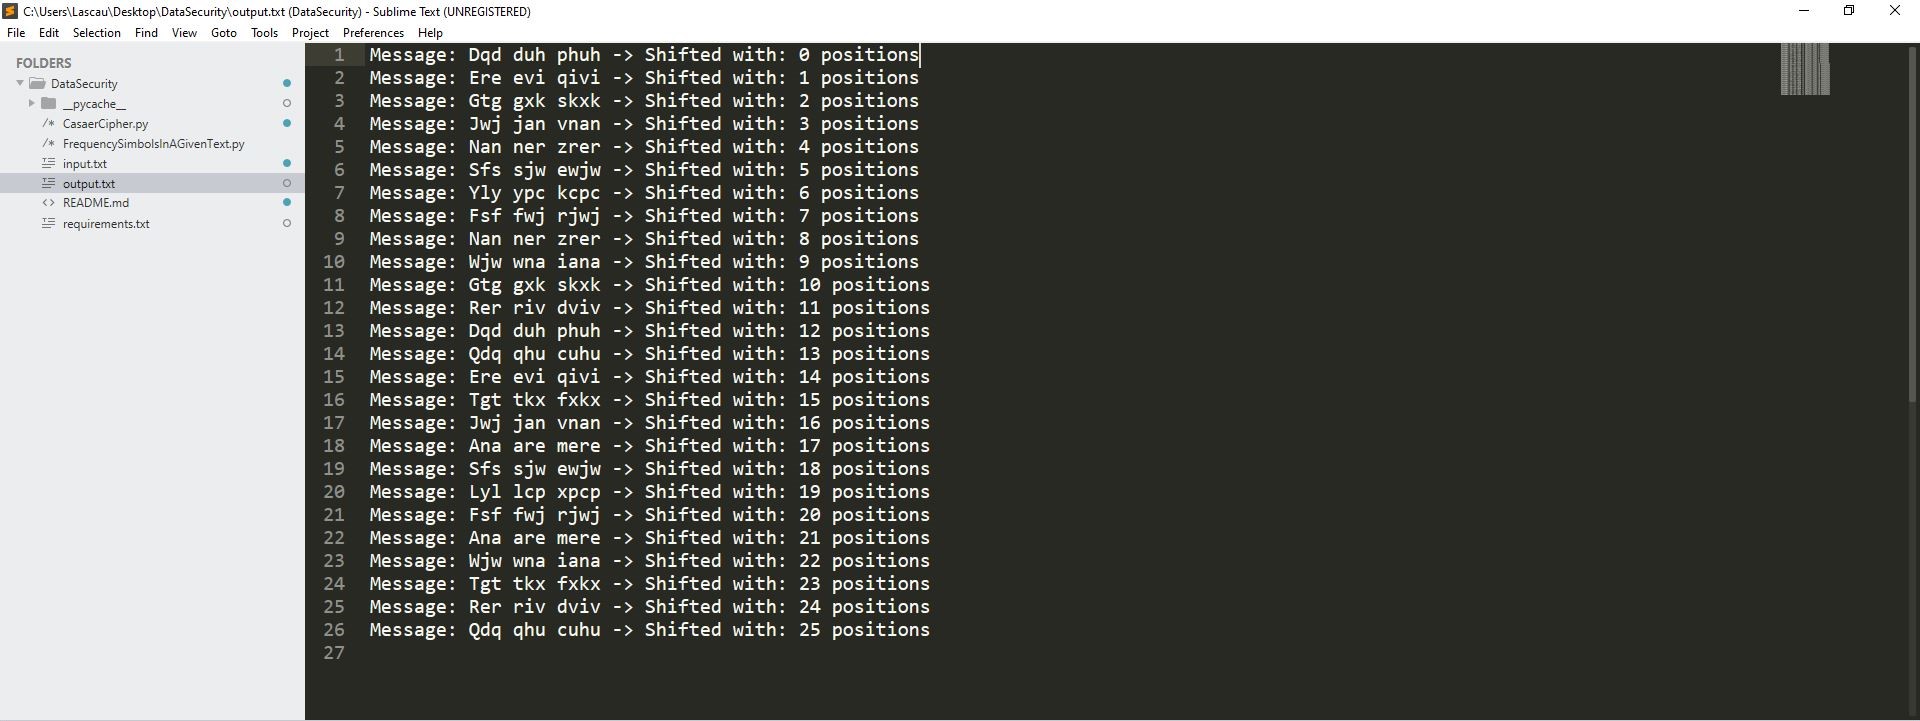 C:\Users\Lascau\Desktop\DataSecurity\output.txt (DataSecurity) - Sublime Text (UNREGISTERED)
File Edit Selection Find View Goto Tools Project Preferences Help
FOLDERS
DataSecurity
__pycache__
/* CasaerCipher.py
/* FrequencySimbolsInAGivenText.py
input.txt
output.txt
<> README.md
requirements.txt
1 Message: Dqd duh phuh -> Shifted with: 0 positions
2 Message: Ere evi qivi -> Shifted with: 1 positions
3 Message: Gtg gxk skxk -> Shifted with: 2 positions
4 Message: Jwj jan vnan -> Shifted with: 3 positions
5 Message: Nan ner zrer -> Shifted with: 4 positions
6 Message: Sfs sjw ewjw -> Shifted with: 5 positions
7 Message: Yly ypc kcpc -> Shifted with: 6 positions
8 Message: Fsf fwj rjwj -> Shifted with: 7 positions
9 Message: Nan ner zrer -> Shifted with: 8 positions
10 Message: Wjw wna iana -> Shifted with: 9 positions
11 Message: Gtg gxk skxk -> Shifted with: 10 positions
12 Message: Rer riv dviv -> Shifted with: 11 positions
13 Message: Dqd duh phuh -> Shifted with: 12 positions
14 Message: Qdq qhu cuhu -> Shifted with: 13 positions
15 Message: Ere evi qivi -> Shifted with: 14 positions
16 Message: Tgt tkx fxkx -> Shifted with: 15 positions
17 Message: Jwj jan vnan -> Shifted with: 16 positions
18 Message: Ana are mere -> Shifted with: 17 positions
19 Message: Sfs sjw ewjw -> Shifted with: 18 positions
20 Message: Lyl lcp xpcp -> Shifted with: 19 positions
21 Message: Fsf fwj rjwj -> Shifted with: 20 positions
22 Message: Ana are mere -> Shifted with: 21 positions
23 Message: Wjw wna iana -> Shifted with: 22 positions
24 Message: Tgt tkx fxkx -> Shifted with: 23 positions
25 Message: Rer riv dviv -> Shifted with: 24 positions
26 Message: Qdq qhu cuhu -> Shifted with: 25 positions
27